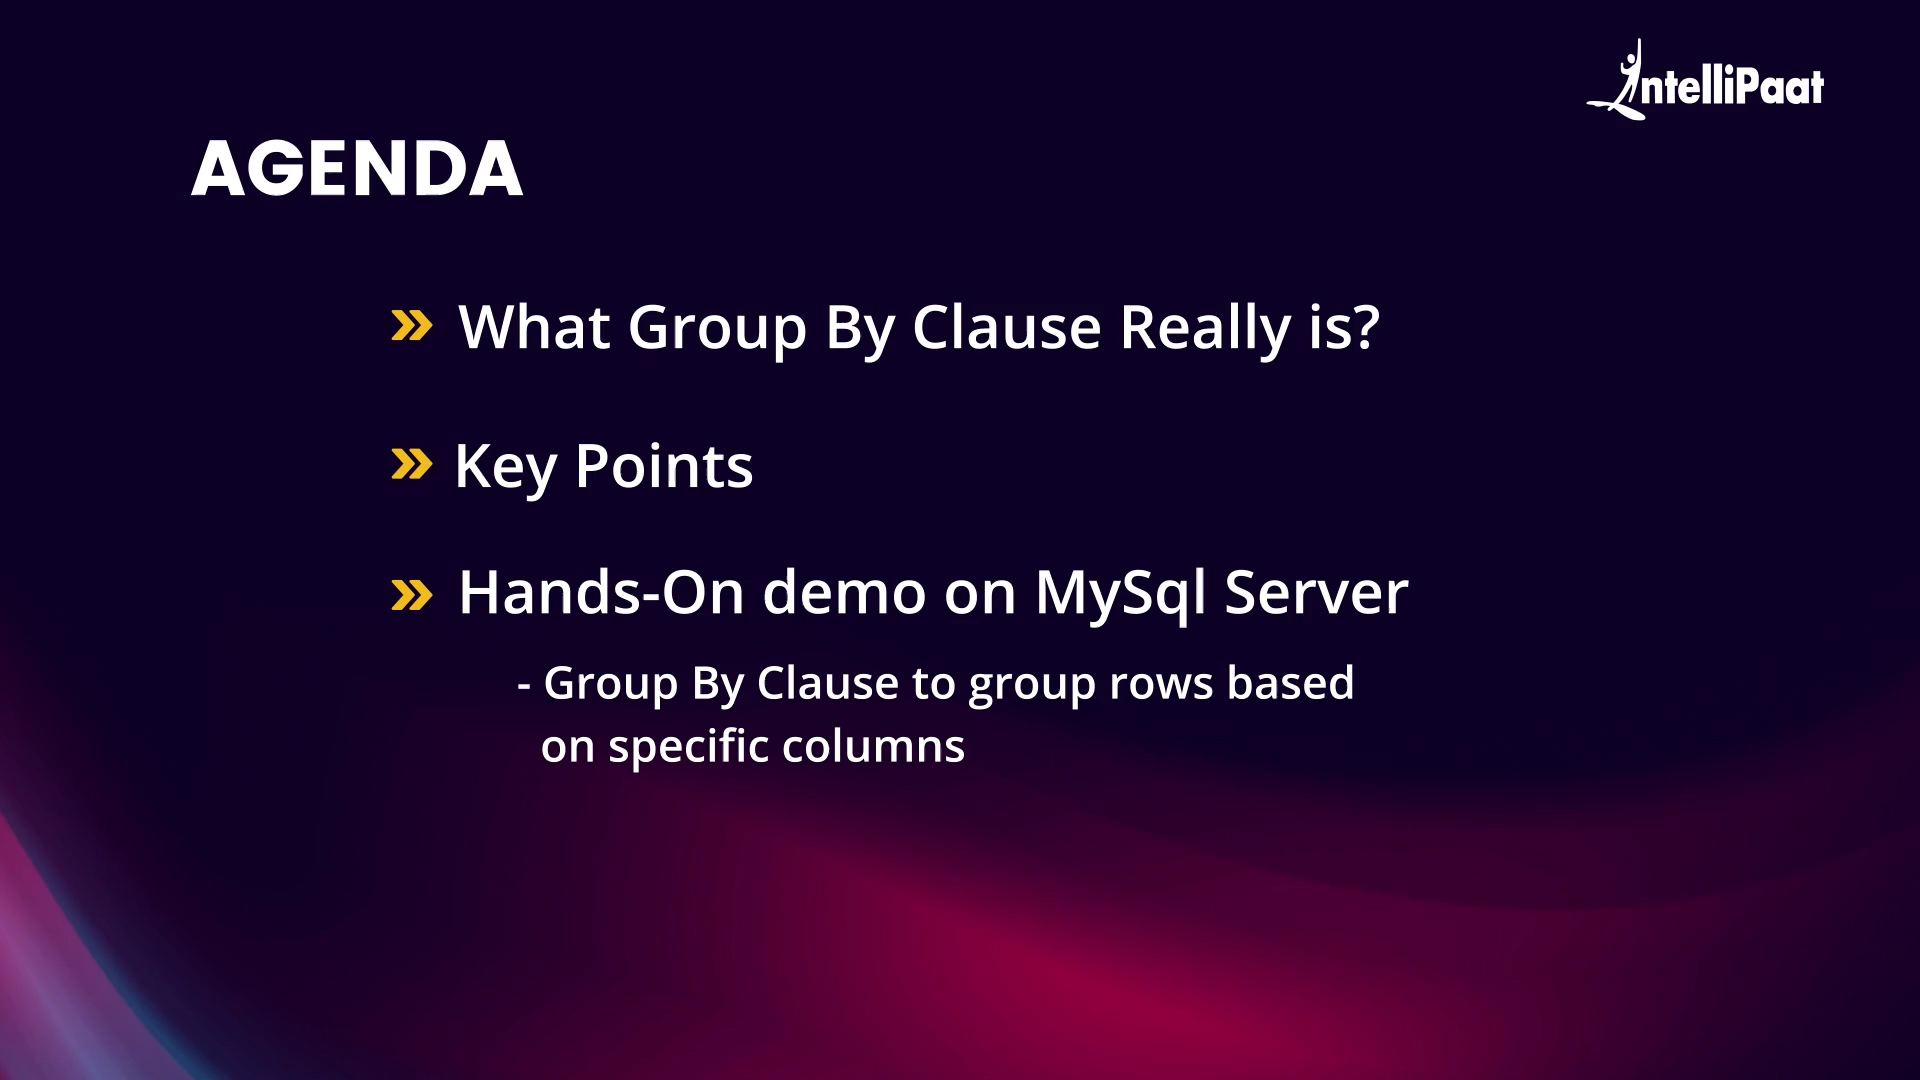 IntelliPaat
AGENDA
» What Group By Clause Really is?
» Key Points
» Hands-On demo on MySql Server
- Group By Clause to group rows based
on specific columns